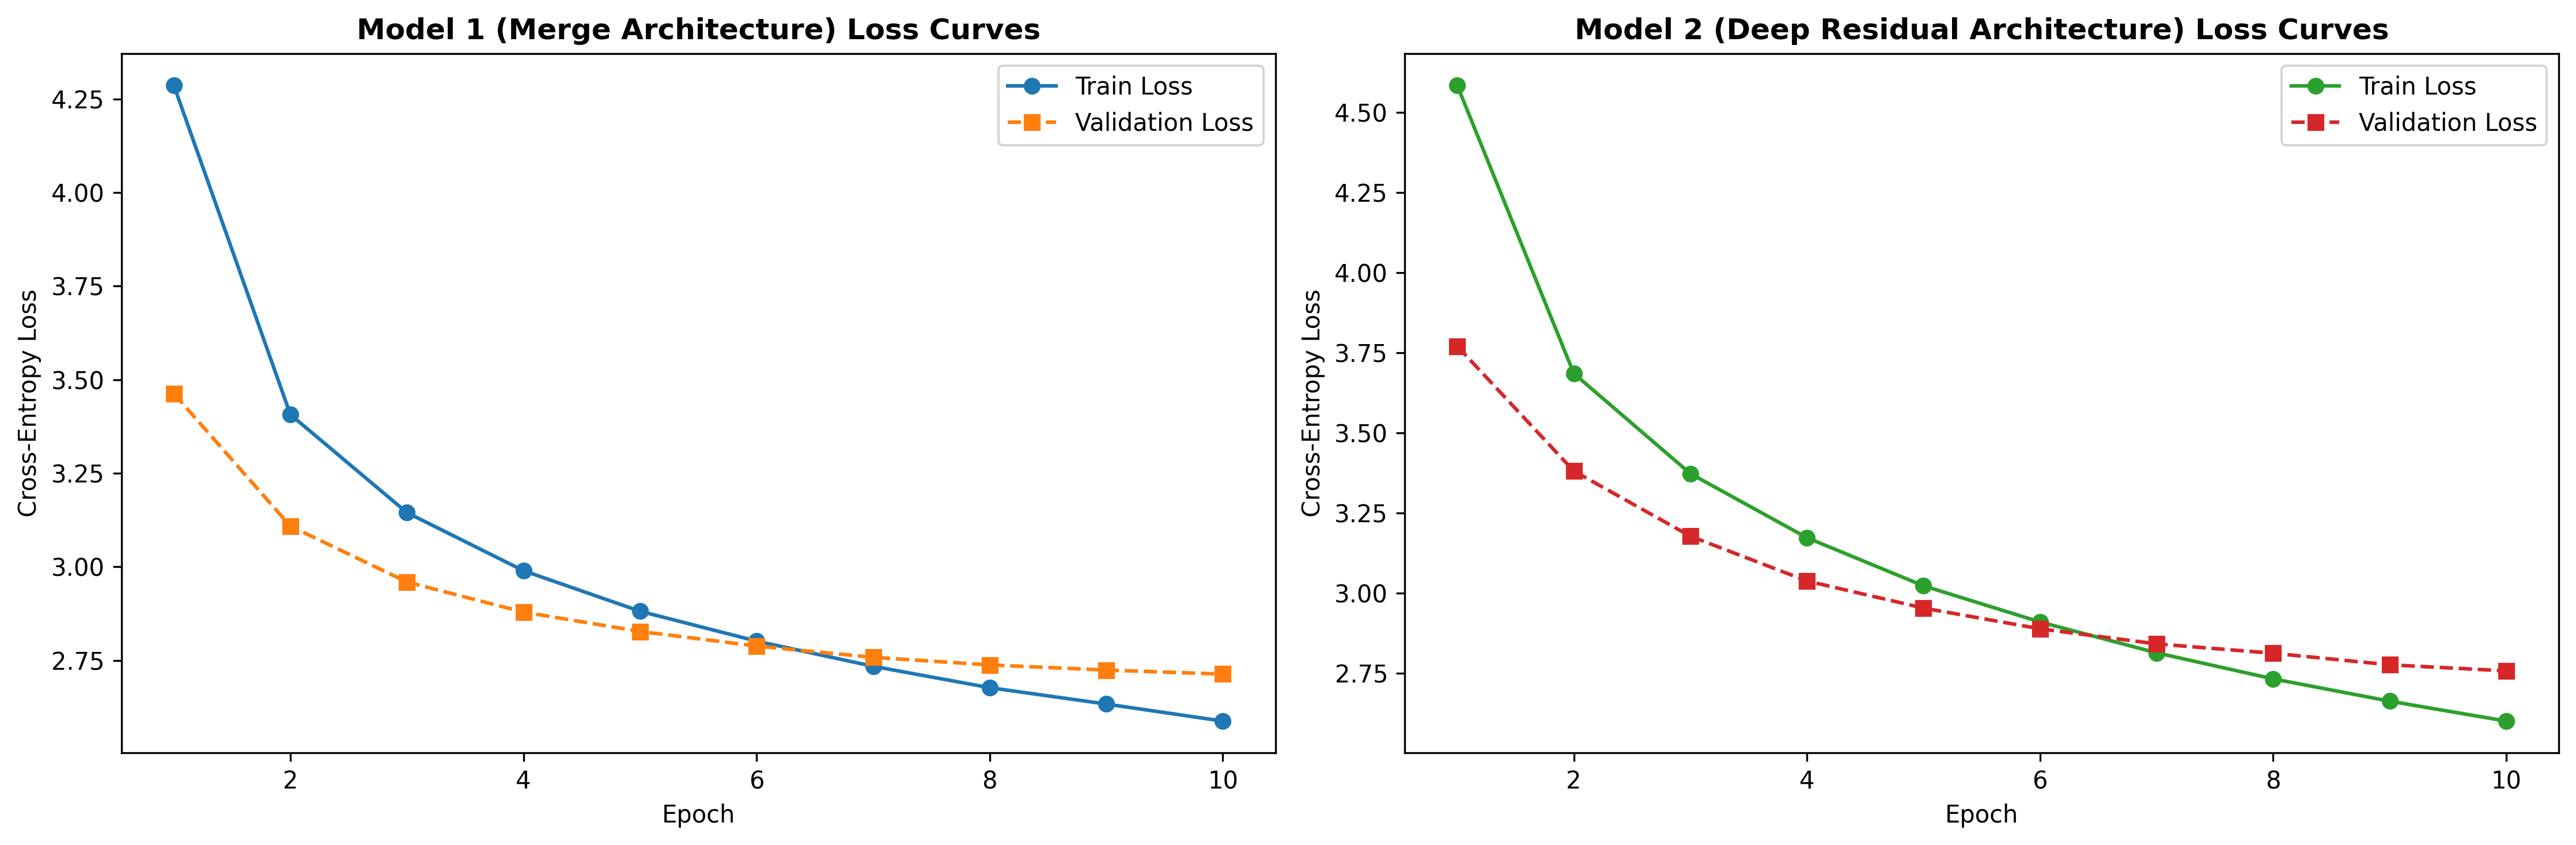 Model 1 (Merge Architecture) Loss Curves
Train Loss
Validation Loss
4.25
4.00
3.75
3.50
3.25
3.00
2.75
Cross-Entropy Loss
2 4 6 8 10
Epoch
Model 2 (Deep Residual Architecture) Loss Curves
Train Loss
Validation Loss
4.50
4.25
4.00
3.75
3.50
3.25
3.00
2.75
Cross-Entropy Loss
2 4 6 8 10
Epoch